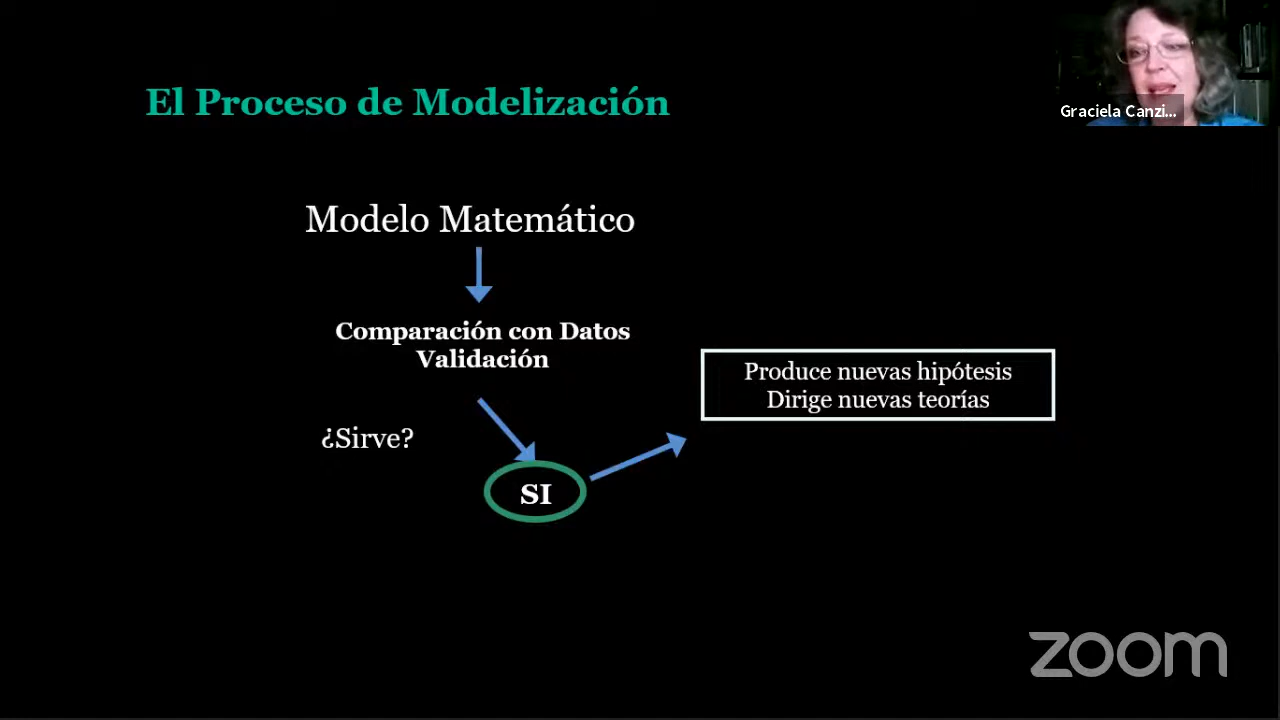 El Proceso de Modelización
Graciela Canzi...
Modelo Matemático
Comparación con Datos
Validación
Produce nuevas hipótesis
Dirige nuevas teorías
¿Sirve?
SI
zoom